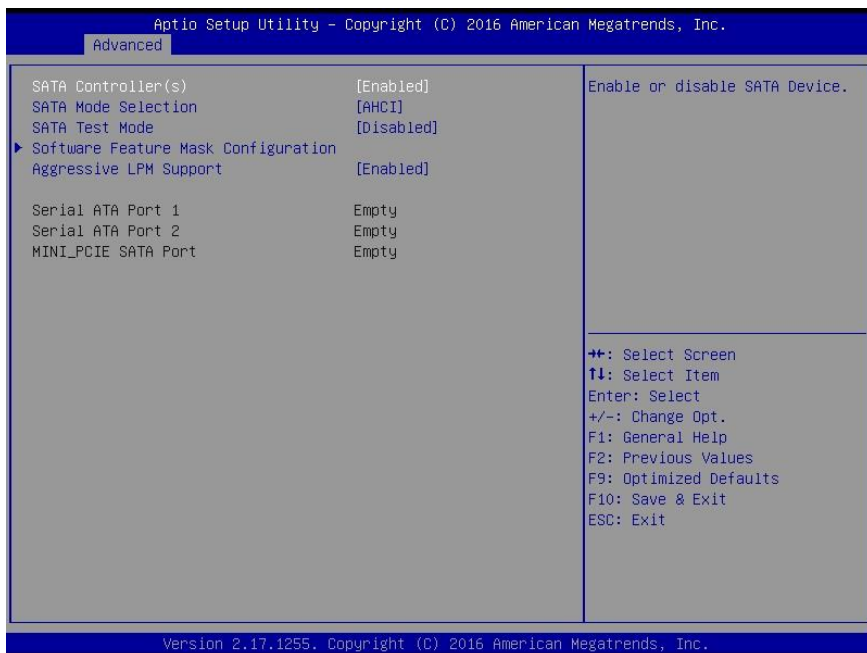 Aptio Setup Utility – Copyright (C) 2016 American Megatrends, Inc.
Advanced
SATA Controller(s) [Enabled]
SATA Mode Selection [AHCI]
SATA Test Mode [Disabled]
Software Feature Mask Configuration
Aggressive LPM Support [Enabled]
Serial ATA Port 1 Empty
Serial ATA Port 2 Empty
MINI_PCIE SATA Port Empty
Enable or disable SATA Device.
→←: Select Screen
↑↓: Select Item
Enter: Select
+/-: Change Opt.
F1: General Help
F2: Previous Values
F9: Optimized Defaults
F10: Save & Exit
ESC: Exit
Version 2.17.1255. Copyright (C) 2016 American Megatrends, Inc.